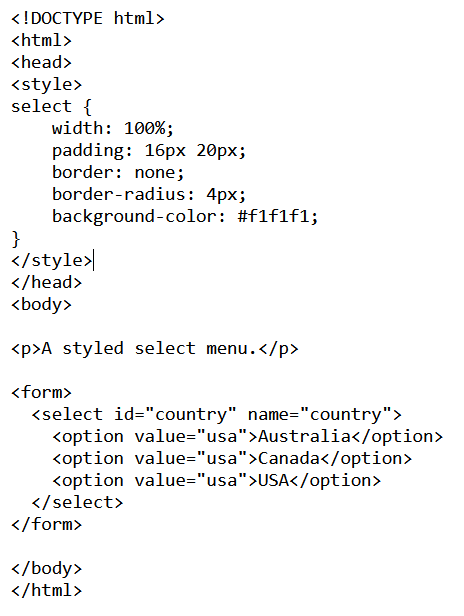 <!DOCTYPE html>
<html>
<head>
<style>
select {
    width: 100%;
    padding: 16px 20px;
    border: none;
    border-radius: 4px;
    background-color: #f1f1f1;
}
</style>
</head>
<body>

<p>A styled select menu.</p>

<form>
  <select id="country" name="country">
    <option value="usa">Australia</option>
    <option value="usa">Canada</option>
    <option value="usa">USA</option>
  </select>
</form>

</body>
</html>